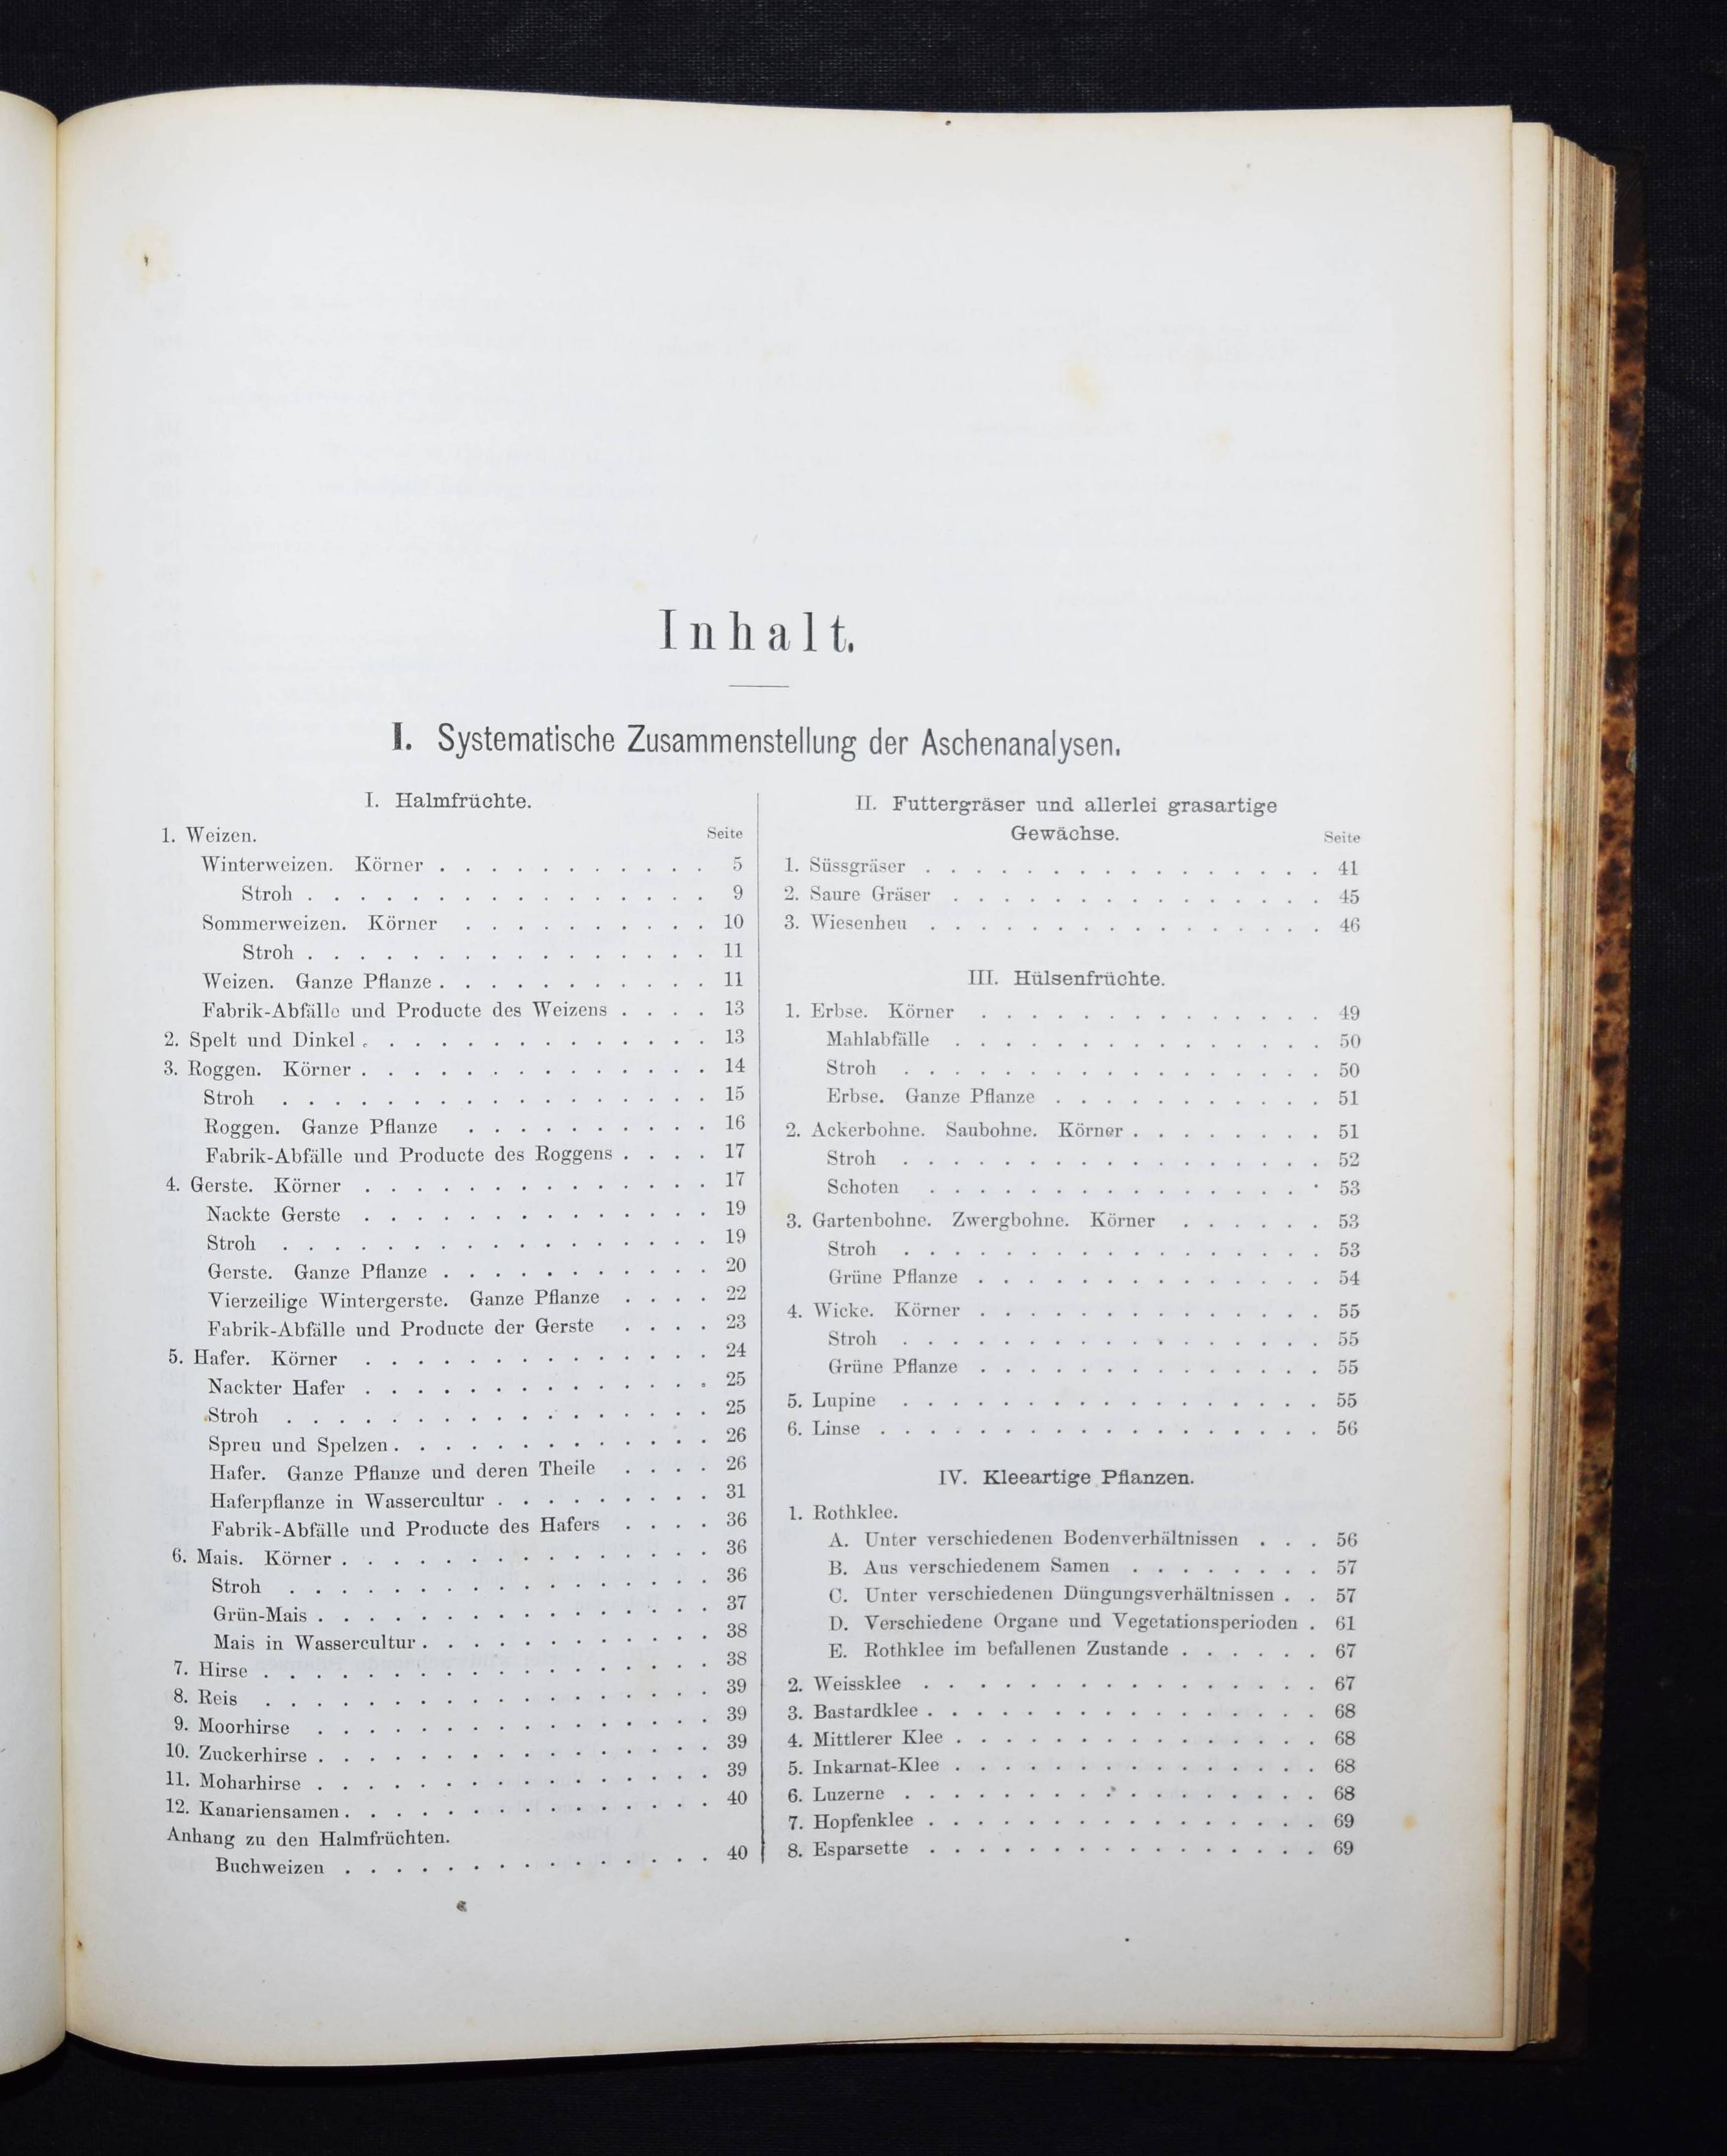 Inhalt.
I. Systematische Zusammenstellung der Aschenanalysen.
I. Halmfrüchte.
1. Weizen. Seite
Winterweizen. Körner . . . . . . . . . . . 5
Stroh . . . . . . . . . . . . . . . . 9
Sommerweizen. Körner . . . . . . . . . . 10
Stroh . . . . . . . . . . . . . . . . 11
Weizen. Ganze Pflanze . . . . . . . . . . . 11
Fabrik-Abfälle und Producte des Weizens . . . . 13
2. Spelt und Dinkel . . . . . . . . . . . . . . 13
3. Roggen. Körner . . . . . . . . . . . . . . 14
Stroh . . . . . . . . . . . . . . . . . 15
Roggen. Ganze Pflanze . . . . . . . . . . 16
Fabrik-Abfälle und Producte des Roggens . . . . 17
4. Gerste. Körner . . . . . . . . . . . . . . 17
Nackte Gerste . . . . . . . . . . . . . . 19
Stroh . . . . . . . . . . . . . . . . . 19
Gerste. Ganze Pflanze . . . . . . . . . . . 20
Vierzeilige Wintergerste. Ganze Pflanze . . . . 22
Fabrik-Abfälle und Producte der Gerste . . . . 23
5. Hafer. Körner . . . . . . . . . . . . . . 24
Nackter Hafer . . . . . . . . . . . . . . 25
Stroh . . . . . . . . . . . . . . . . . 25
Spreu und Spelzen . . . . . . . . . . . . . 26
Hafer. Ganze Pflanze und deren Theile . . . . 26
Haferpflanze in Wassercultur . . . . . . . . . 31
Fabrik-Abfälle und Producte des Hafers . . . . 36
6. Mais. Körner . . . . . . . . . . . . . . . 36
Stroh . . . . . . . . . . . . . . . . . 36
Grün-Mais . . . . . . . . . . . . . . . . 37
Mais in Wassercultur . . . . . . . . . . . . 38
7. Hirse . . . . . . . . . . . . . . . . . . 38
8. Reis . . . . . . . . . . . . . . . . . . 39
9. Moorhirse . . . . . . . . . . . . . . . . 39
10. Zuckerhirse . . . . . . . . . . . . . . . . 39
11. Moharhirse . . . . . . . . . . . . . . . . 39
12. Kanariensamen . . . . . . . . . . . . . . . 40
Anhang zu den Halmfrüchten.
Buchweizen . . . . . . . . . . . . . . . 40
II. Futtergräser und allerlei grasartige
Gewächse. Seite
1. Süssgräser . . . . . . . . . . . . . . . . 41
2. Saure Gräser . . . . . . . . . . . . . . . 45
3. Wiesenheu . . . . . . . . . . . . . . . . 46
III. Hülsenfrüchte.
1. Erbse. Körner . . . . . . . . . . . . . . 49
Mahlabfälle . . . . . . . . . . . . . . . 50
Stroh . . . . . . . . . . . . . . . . . 50
Erbse. Ganze Pflanze . . . . . . . . . . . 51
2. Ackerbohne. Saubohne. Körner . . . . . . . . 51
Stroh . . . . . . . . . . . . . . . . . 52
Schoten . . . . . . . . . . . . . . . . 53
3. Gartenbohne. Zwergbohne. Körner . . . . . . 53
Stroh . . . . . . . . . . . . . . . . . 53
Grüne Pflanze . . . . . . . . . . . . . . 54
4. Wicke. Körner . . . . . . . . . . . . . . 55
Stroh . . . . . . . . . . . . . . . . . 55
Grüne Pflanze . . . . . . . . . . . . . . 55
5. Lupine . . . . . . . . . . . . . . . . . 55
6. Linse . . . . . . . . . . . . . . . . . . 56
IV. Kleeartige Pflanzen.
1. Rothklee.
A. Unter verschiedenen Bodenverhältnissen . . . 56
B. Aus verschiedenem Samen . . . . . . . . 57
C. Unter verschiedenen Düngungsverhältnissen . . 57
D. Verschiedene Organe und Vegetationsperioden . 61
E. Rothklee im befallenen Zustande . . . . . . 67
2. Weissklee . . . . . . . . . . . . . . . . 67
3. Bastardklee . . . . . . . . . . . . . . . . 68
4. Mittlerer Klee . . . . . . . . . . . . . . . 68
5. Inkarnat-Klee . . . . . . . . . . . . . . . 68
6. Luzerne . . . . . . . . . . . . . . . . . 68
7. Hopfenklee . . . . . . . . . . . . . . . . 69
8. Esparsette . . . . . . . . . . . . . . . . 69